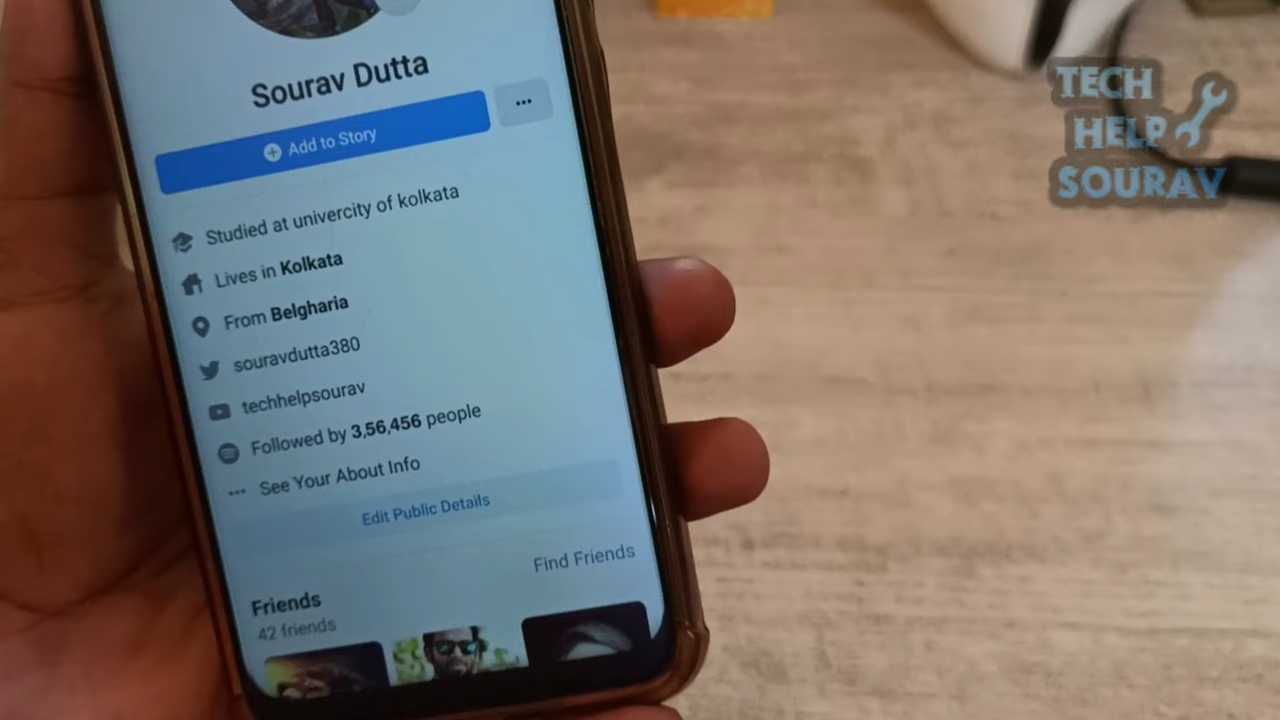 Sourav Dutta
Add to Story
Studied at univercity of kolkata
Lives in Kolkata
From Belgharia
souravdutta380
techhelpsourav
Followed by 3,56,456 people
See Your About Info
Edit Public Details
Find Friends
Friends
42 friends
TECH
HELP
SOURAV